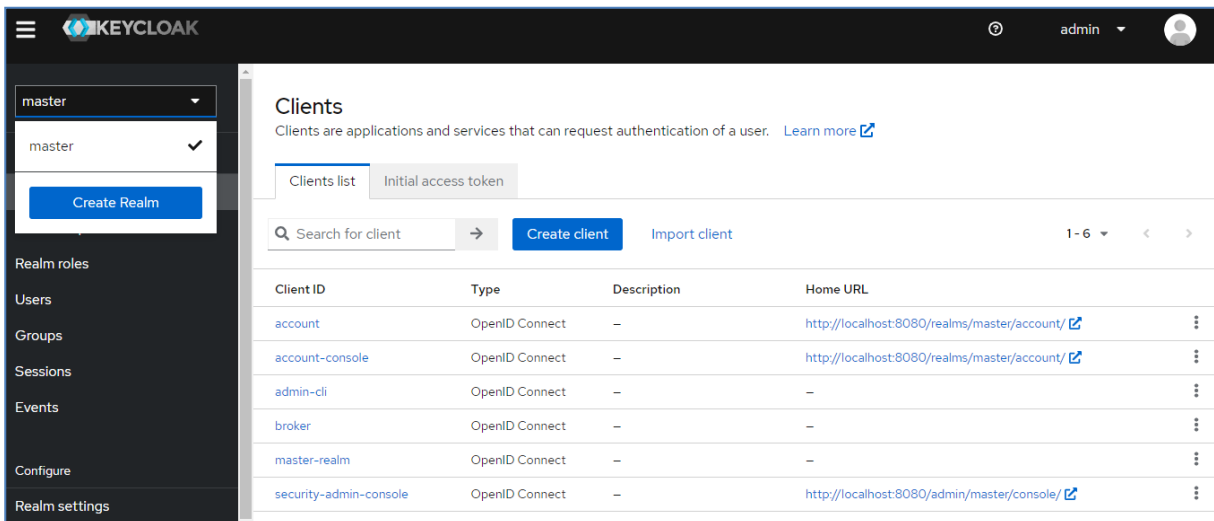 KEYCLOAK
admin
master
master
Create Realm
Realm roles
Users
Groups
Sessions
Events
Configure
Realm settings
Clients
Clients are applications and services that can request authentication of a user. Learn more
Clients list Initial access token
Search for client Create client Import client 1-6
Client ID Type Description Home URL
account OpenID Connect – http://localhost:8080/realms/master/account/
account-console OpenID Connect – http://localhost:8080/realms/master/account/
admin-cli OpenID Connect – –
broker OpenID Connect – –
master-realm OpenID Connect – –
security-admin-console OpenID Connect – http://localhost:8080/admin/master/console/